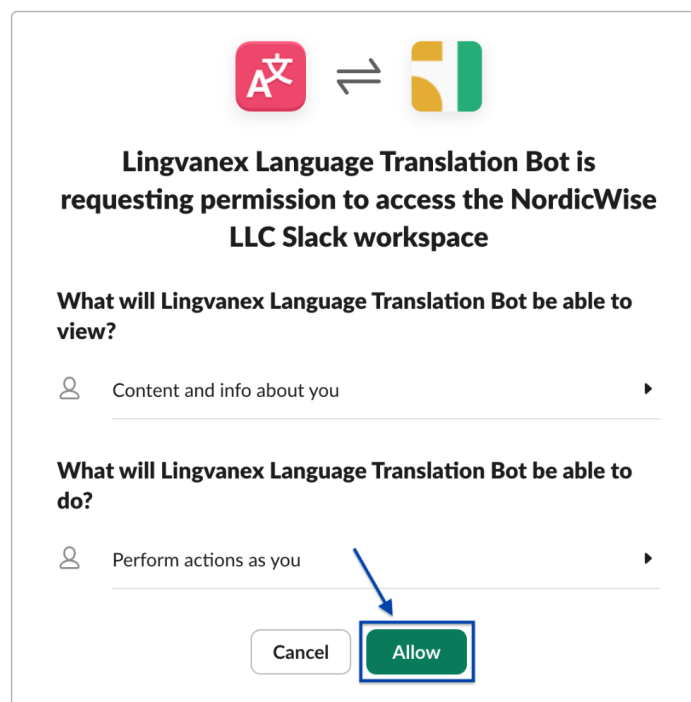 A文
Lingvanex Language Translation Bot is
requesting permission to access the NordicWise
LLC Slack workspace
What will Lingvanex Language Translation Bot be able to
view?
Content and info about you
What will Lingvanex Language Translation Bot be able to
do?
Perform actions as you
Cancel
Allow